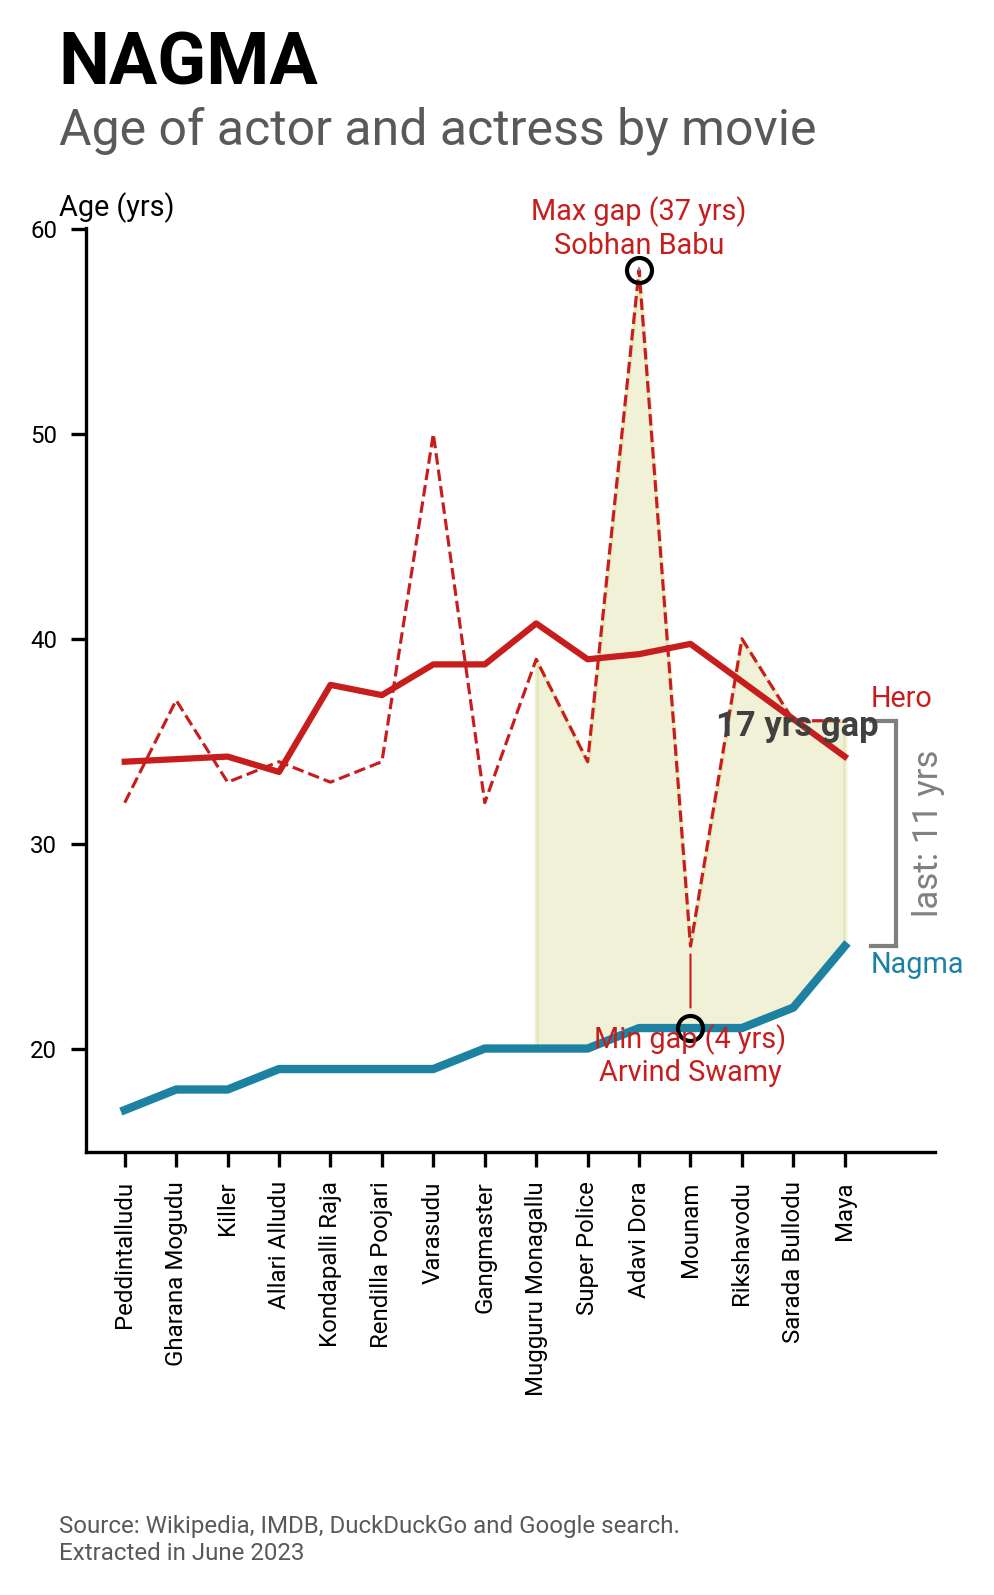 NAGMA
Age of actor and actress by movie
Age (yrs)
Max gap (37 yrs)
Sobhan Babu
60
50
40
30
20
Hero
17 yrs gap
last: 11 yrs
Nagma
Min gap (4 yrs)
Arvind Swamy
Peddintalludu
Gharana Mogudu
Killer
Allari Alludu
Kondapalli Raja
Rendilla Poojari
Varasudu
Gangmaster
Mugguru Monagallu
Super Police
Adavi Dora
Mounam
Rikshavodu
Sarada Bullodu
Maya
Source: Wikipedia, IMDB, DuckDuckGo and Google search.
Extracted in June 2023